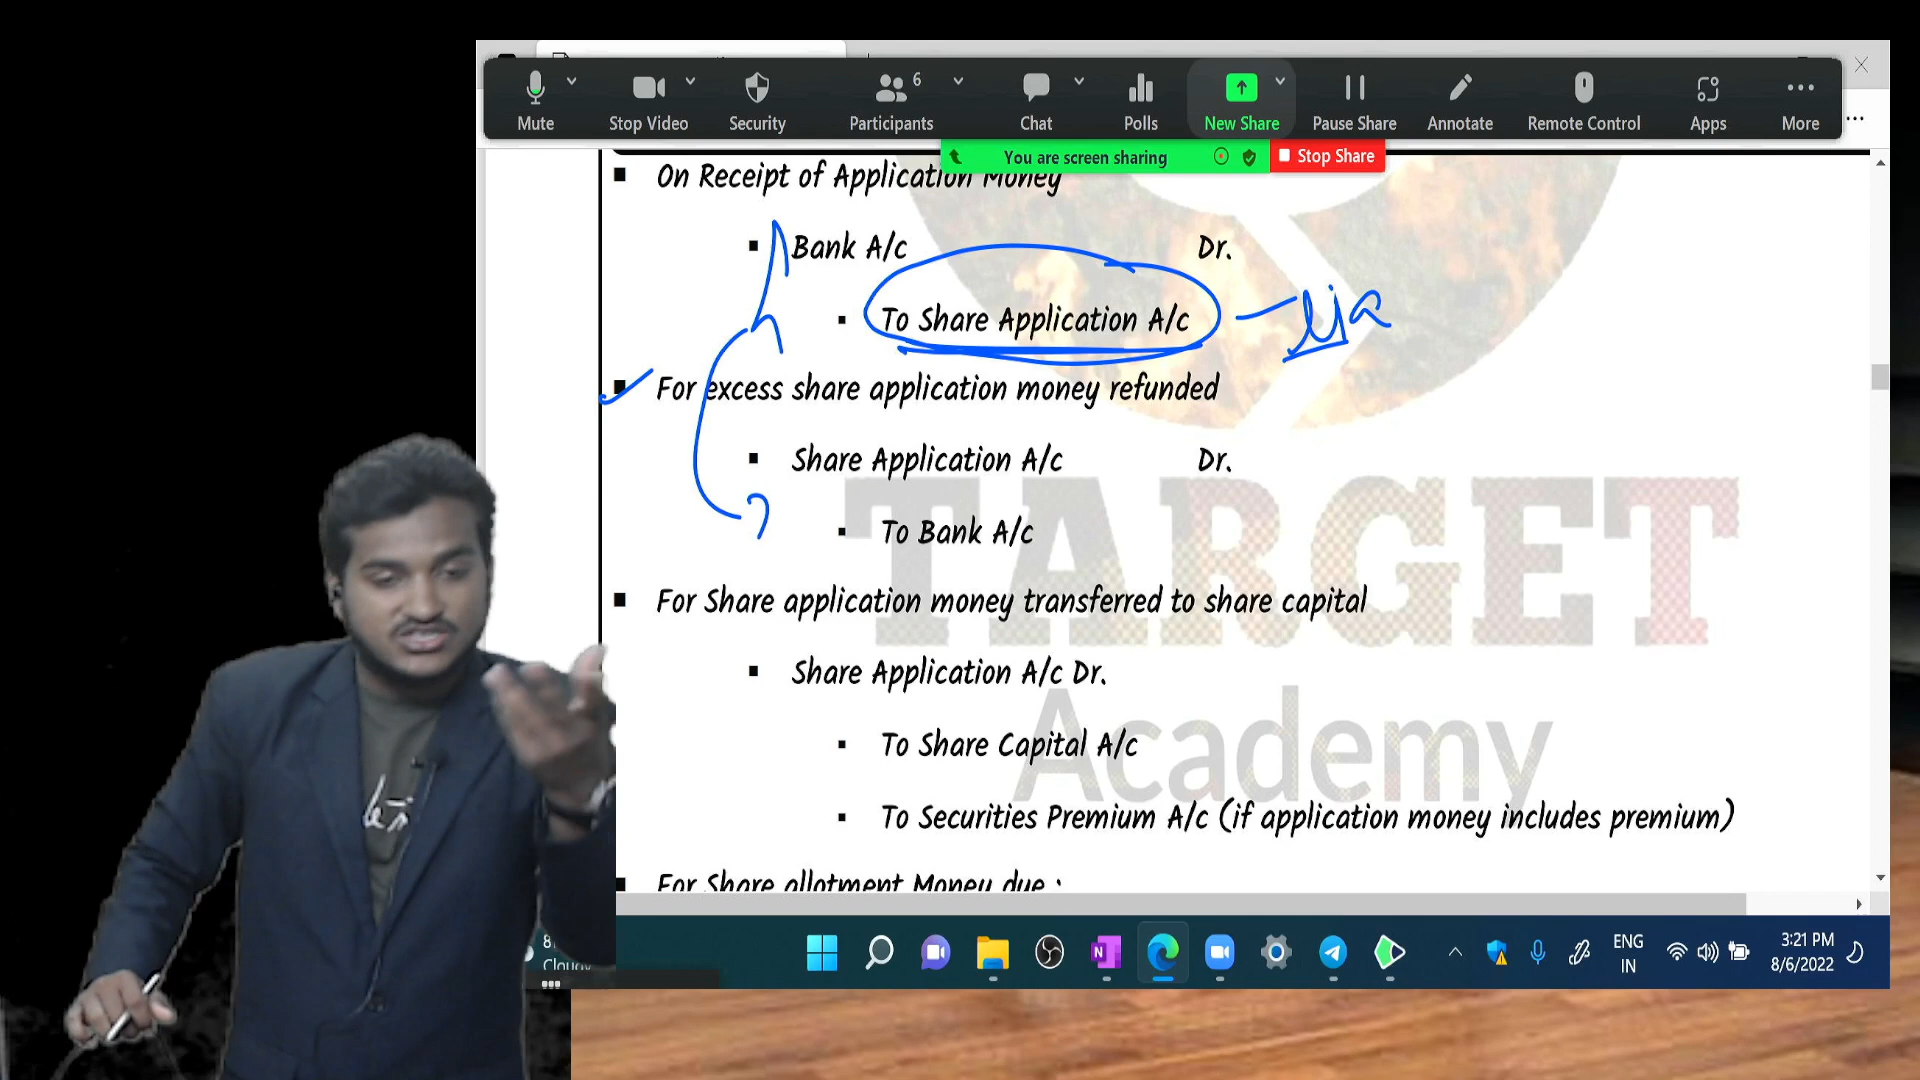 6
Mute
Stop Video
Security
Participants
Chat
Polls
New Share
Pause Share
Annotate
Remote Control
Apps
More
You are screen sharing
Stop Share
On Receipt of Application Money
Bank A/c Dr.
To Share Application A/c
Lia
For excess share application money refunded
Share Application A/c Dr.
To Bank A/c
For Share application money transferred to share capital
Share Application A/c Dr.
To Share Capital A/c
To Securities Premium A/c (if application money includes premium)
For Share allotment Money due :
TARGET
Academy
Cloudy
ENG
IN
3:21 PM
8/6/2022